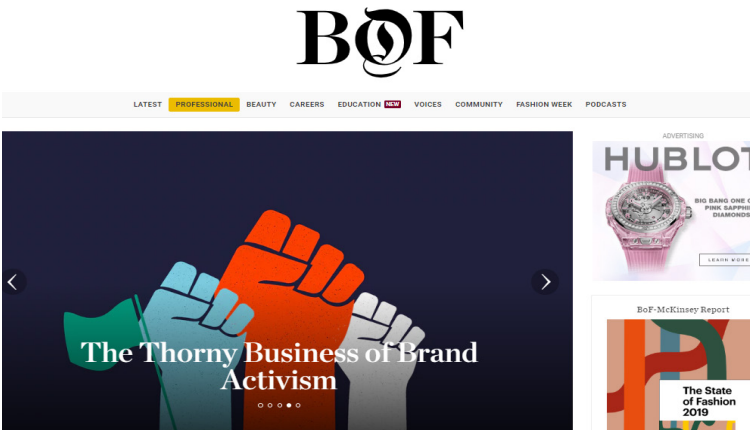 BOF
LATEST PROFESSIONAL BEAUTY CAREERS EDUCATION NEW VOICES COMMUNITY FASHION WEEK PODCASTS
The Thorny Business of Brand
Activism
ADVERTISING
HUBLOT
BIG BANG ONE
PINK SAPPHI
DIAMONDS
LEARN MORE
BoF-McKinsey Report
The State
of Fashion
2019